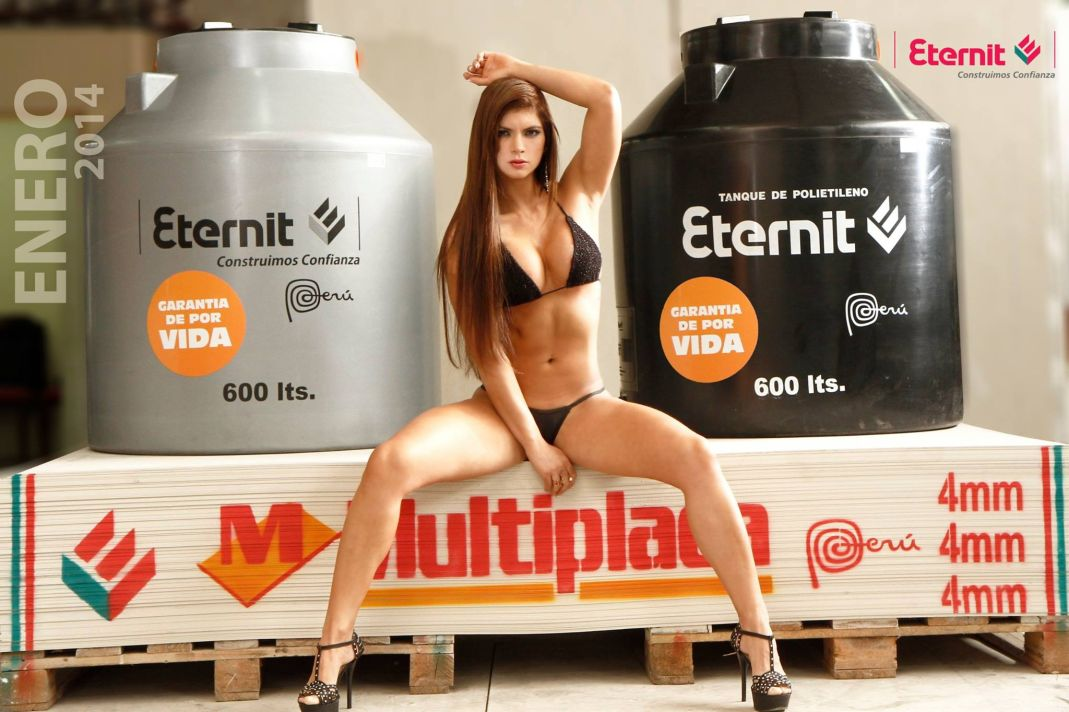 ENERO
2014
Eternit
Construimos Confianza
Eternit
Construimos Confianza
GARANTIA
DE POR
VIDA
Perú
600 lts.
TANQUE DE POLIETILENO
Eternit
GARANTIA
DE POR
VIDA
Perú
600 lts.
M Multiplaca
Perú
4mm
4mm
4mm